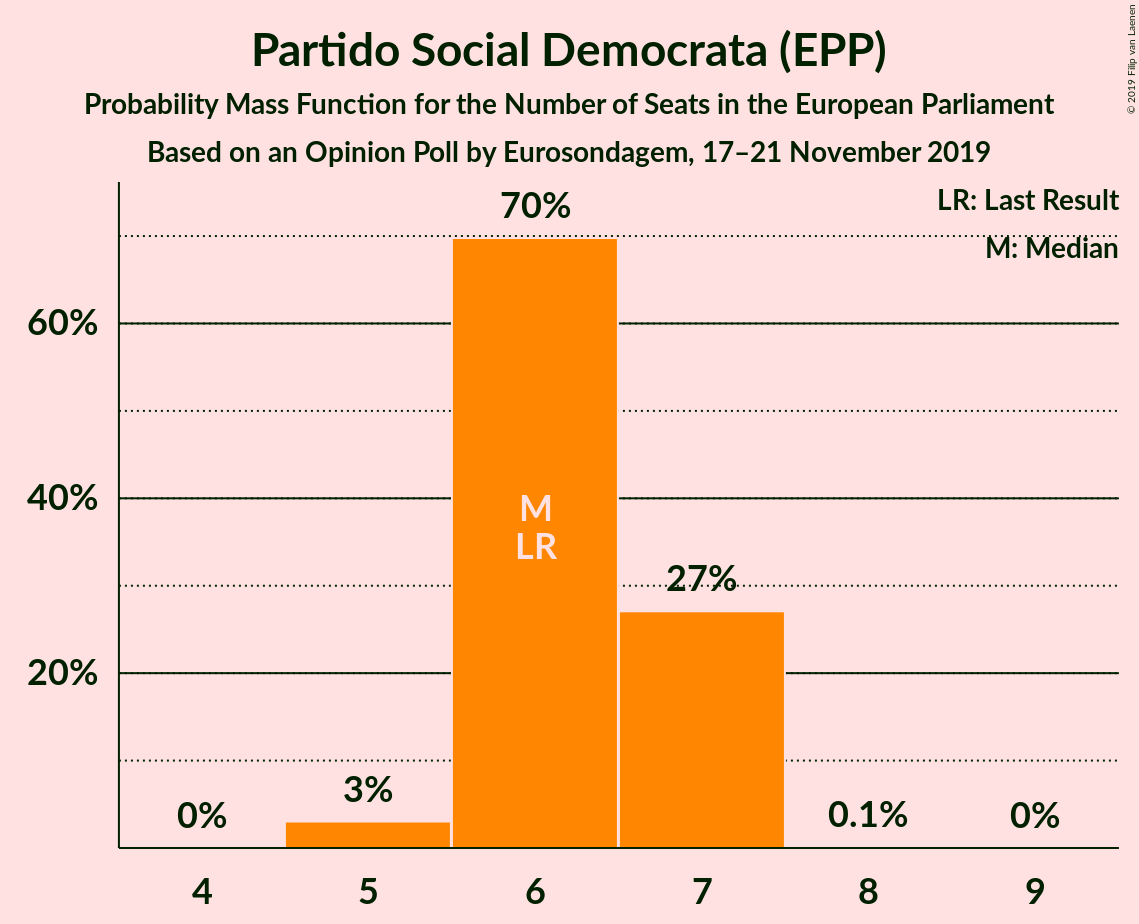 Partido Social Democrata (EPP)
Probability Mass Function for the Number of Seats in the European Parliament
Based on an Opinion Poll by Eurosondagem, 17–21 November 2019
© 2019 Filip van Laenen
LR: Last Result
M: Median
70%
60%
40%
20%
M
LR
27%
0%
3%
0.1%
0%
4 5 6 7 8 9